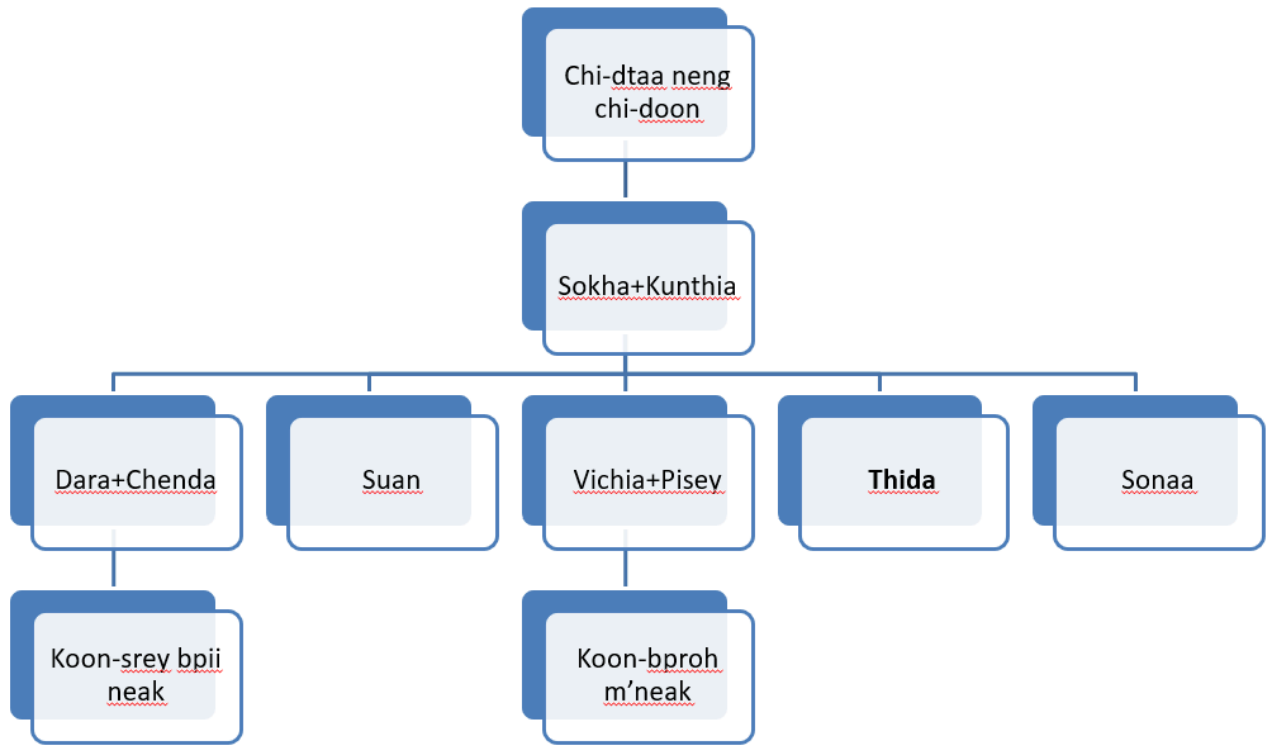 Chi-dtaa neng
chi-doon
Sokha+Kunthia
Dara+Chenda
Suan
Vichia+Pisey
Thida
Sonaa
Koon-srey bpii
neak
Koon-bproh
m’neak